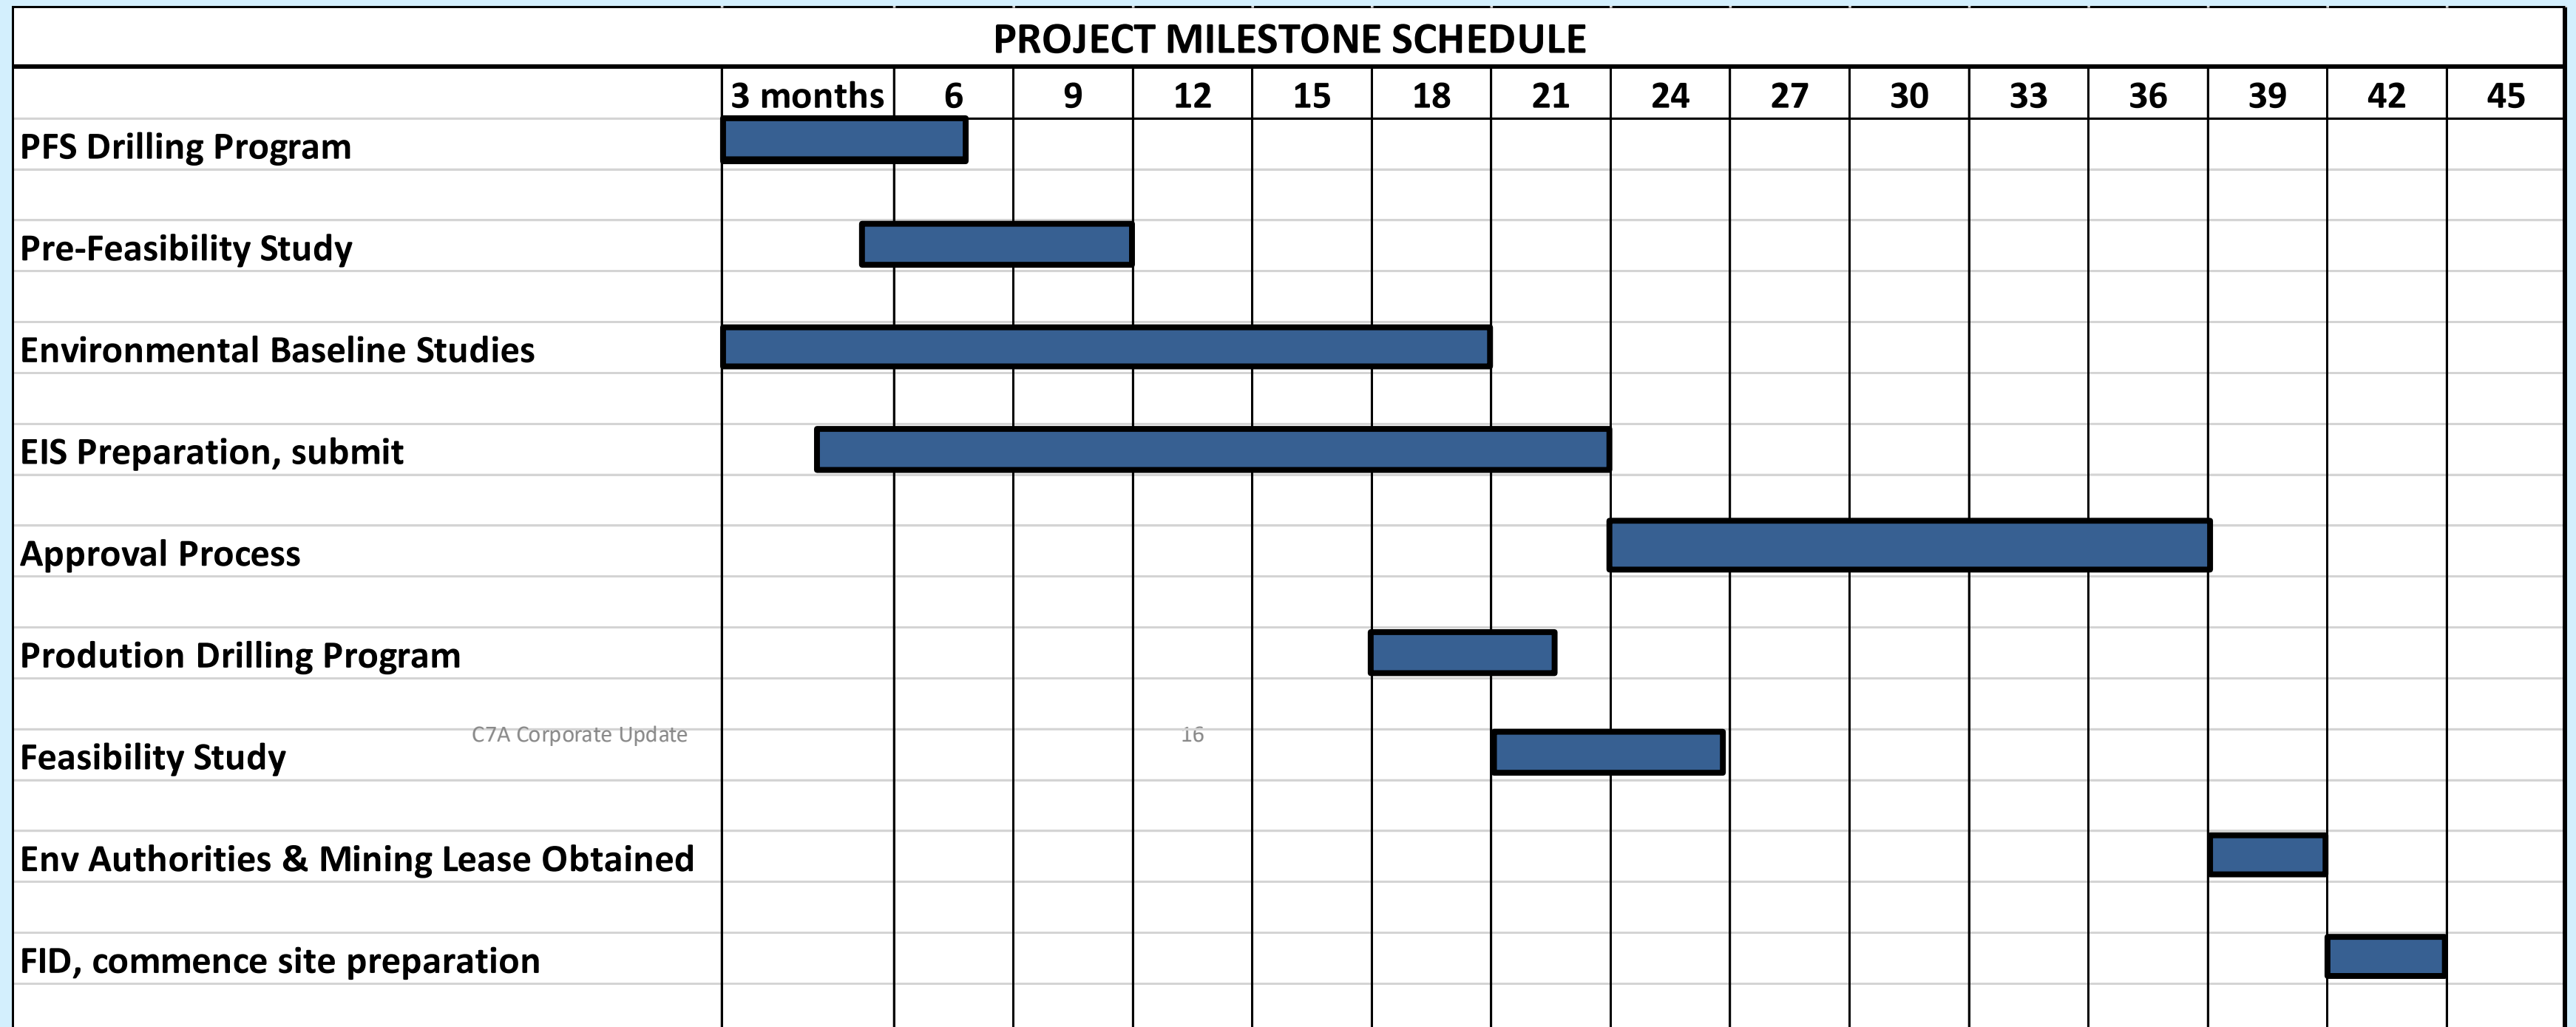 PROJECT MILESTONE SCHEDULE
3 months 6 9 12 15 18 21 24 27 30 33 36 39 42 45
PFS Drilling Program
Pre-Feasibility Study
Environmental Baseline Studies
EIS Preparation, submit
Approval Process
Prodution Drilling Program
C7A Corporate Update 16
Feasibility Study
Env Authorities & Mining Lease Obtained
FID, commence site preparation